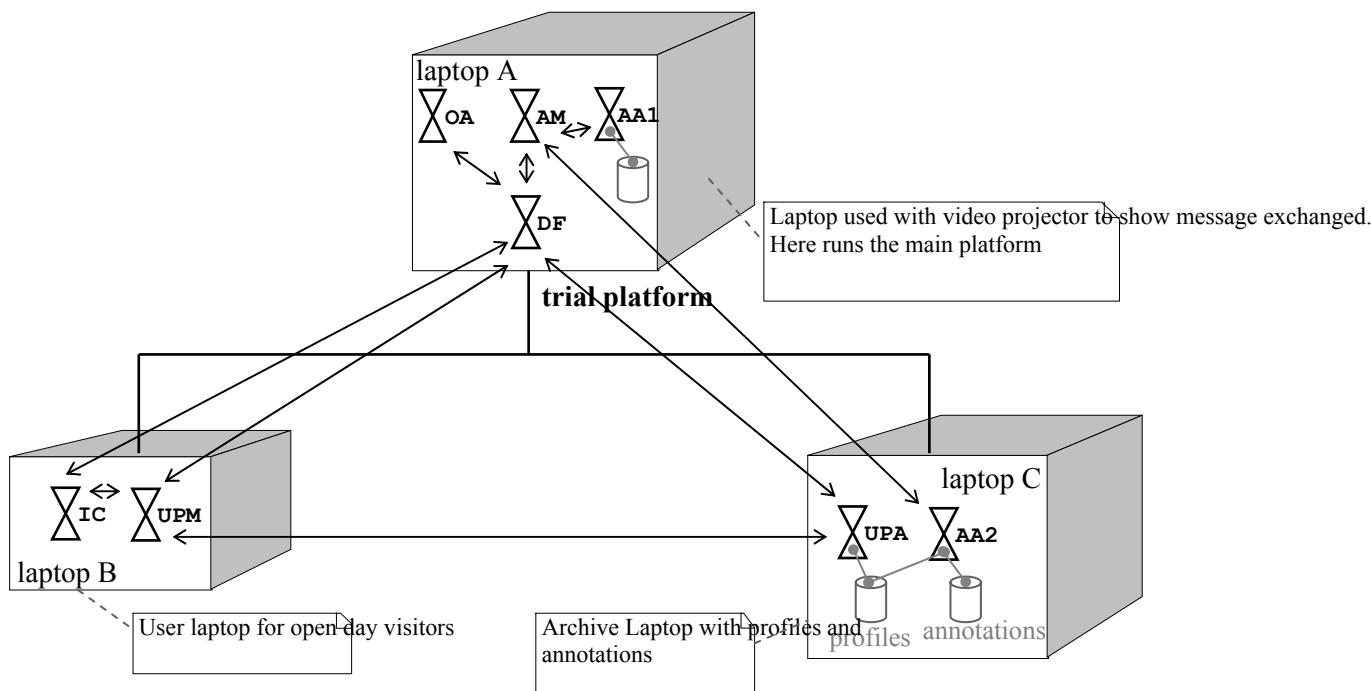 laptop A
OA
AM
AA1
DF
Laptop used with video projector to show message exchanged.
Here runs the main platform
trial platform
laptop C
IC
UPM
UPA
AA2
laptop B
User laptop for open day visitors
Archive Laptop with profiles and
annotations
profiles
annotations